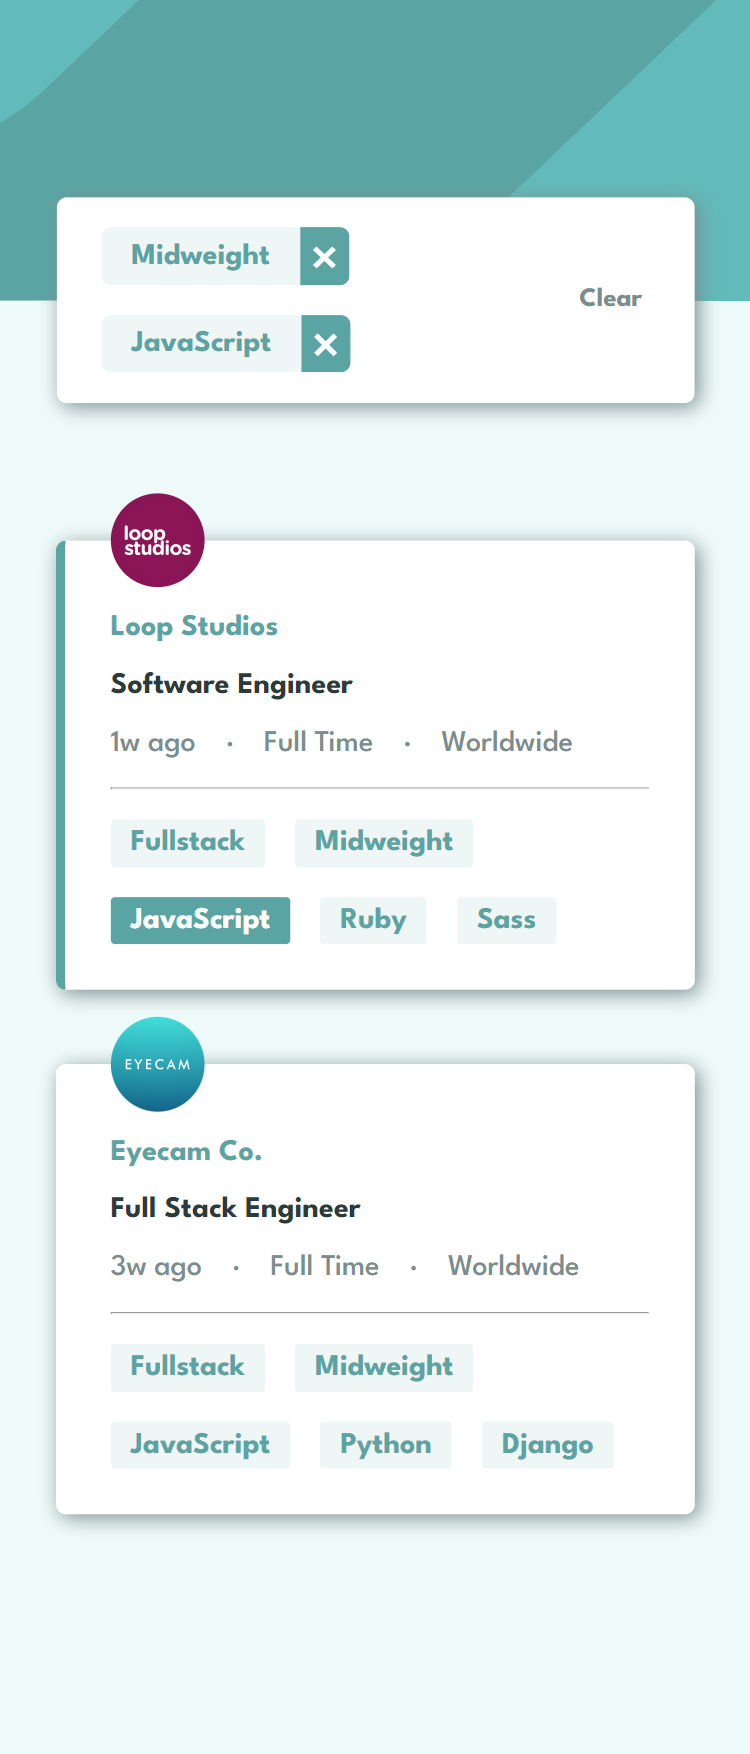 Midweight
Clear
JavaScript
loop
studios
Loop Studios
Software Engineer
1w ago · Full Time · Worldwide
Fullstack Midweight
JavaScript Ruby Sass
EYECAM
Eyecam Co.
Full Stack Engineer
3w ago · Full Time · Worldwide
Fullstack Midweight
JavaScript Python Django